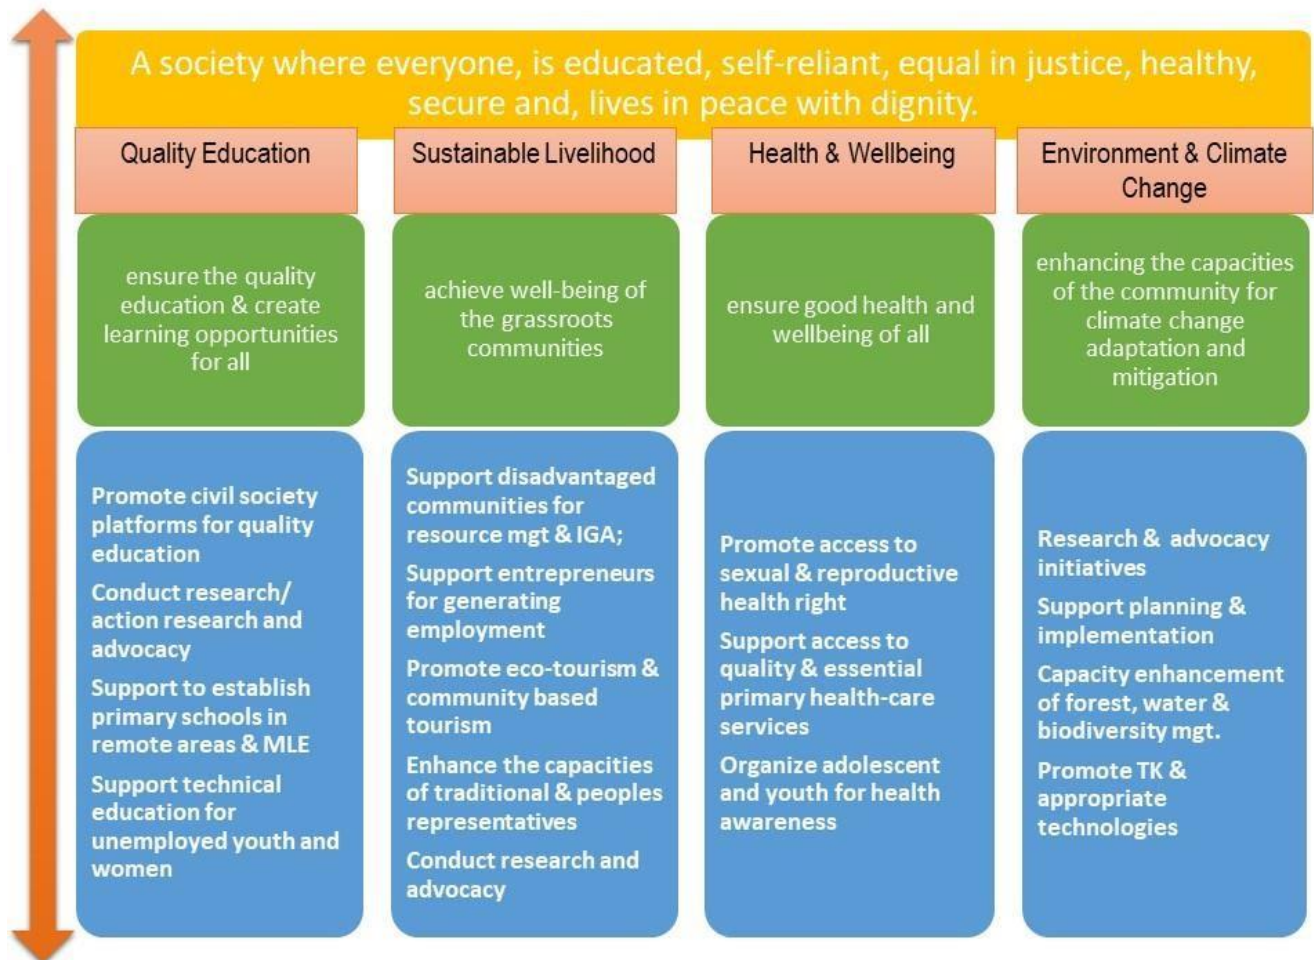 A society where everyone, is educated, self-reliant, equal in justice, healthy,
secure and, lives in peace with dignity.
Quality Education
ensure the quality
education & create
learning opportunities
for all
Promote civil society
platforms for quality
education
Conduct research/
action research and
advocacy
Support to establish
primary schools in
remote areas & MLE
Support technical
education for
unemployed youth and
women
Sustainable Livelihood
achieve well-being of
the grassroots
communities
Support disadvantaged
communities for
resource mgt & IGA;
Support entrepreneurs
for generating
employment
Promote eco-tourism &
community based
tourism
Enhance the capacities
of traditional & peoples
representatives
Conduct research and
advocacy
Health & Wellbeing
ensure good health and
wellbeing of all
Promote access to
sexual & reproductive
health right
Support access to
quality & essential
primary health-care
services
Organize adolescent
and youth for health
awareness
Environment & Climate
Change
enhancing the capacities
of the community for
climate change
adaptation and
mitigation
Research & advocacy
initiatives
Support planning &
implementation
Capacity enhancement
of forest, water &
biodiversity mgt.
Promote TK &
appropriate
technologies